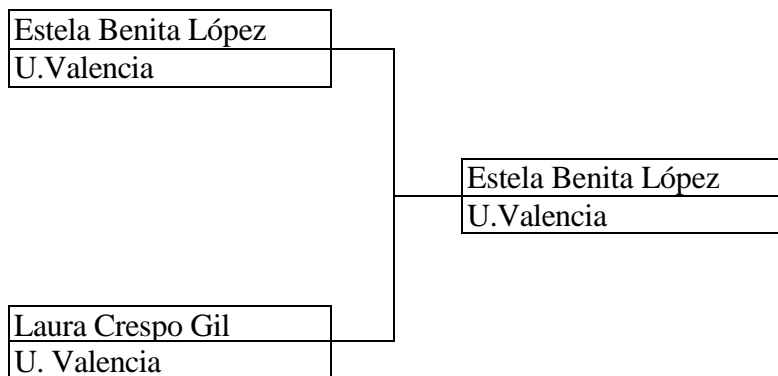 Estela Benita López
U.Valencia
Estela Benita López
U.Valencia
Laura Crespo Gil
U. Valencia